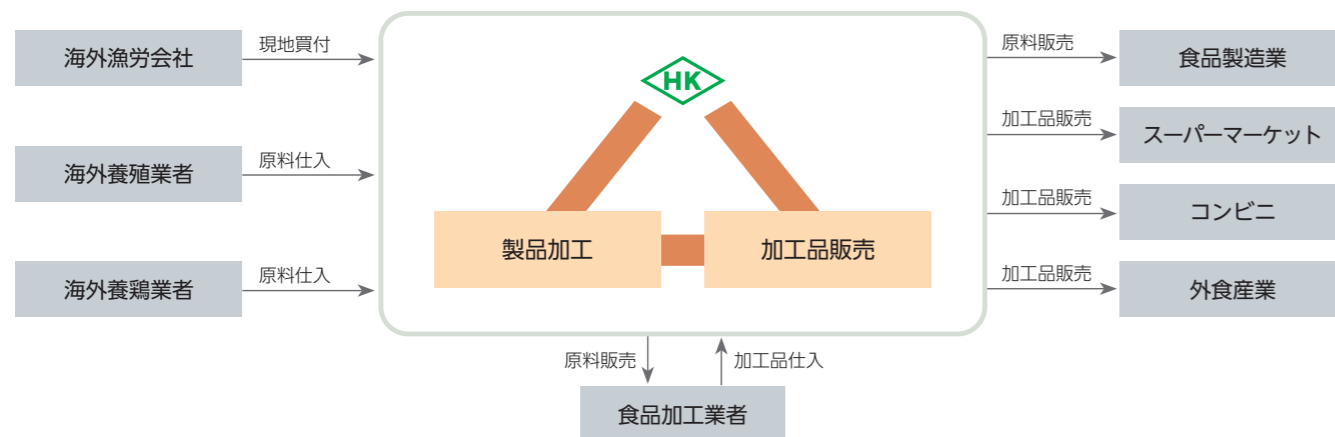 海外漁労会社
現地買付
海外養殖業者
原料仕入
海外養鶏業者
原料仕入
HK
製品加工
加工品販売
原料販売
食品製造業
加工品販売
スーパーマーケット
加工品販売
コンビニ
加工品販売
外食産業
原料販売
加工品仕入
食品加工業者